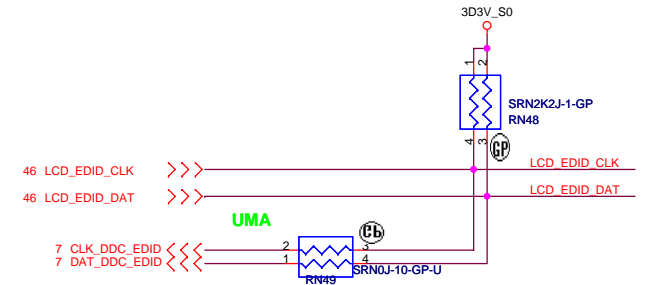 3D3V_S0
1 2
SRN2K2J-1-GP
RN48
4 3
GP
46 LCD_EDID_CLK
LCD_EDID_CLK
46 LCD_EDID_DAT
LCD_EDID_DAT
UMA
7 CLK_DDC_EDID
2 3
7 DAT_DDC_EDID
1 4
SRN0J-10-GP-U
RN49